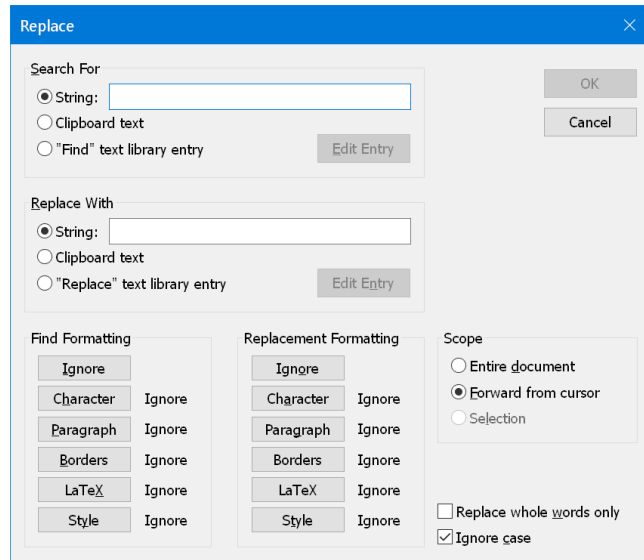 Replace
Search For
String:
Clipboard text
"Find" text library entry
Edit Entry
OK
Cancel
Replace With
String:
Clipboard text
"Replace" text library entry
Edit Entry
Find Formatting
Ignore
Character Ignore
Paragraph Ignore
Borders Ignore
LaTeX Ignore
Style Ignore
Replacement Formatting
Ignore
Character Ignore
Paragraph Ignore
Borders Ignore
LaTeX Ignore
Style Ignore
Scope
Entire document
Forward from cursor
Selection
Replace whole words only
Ignore case